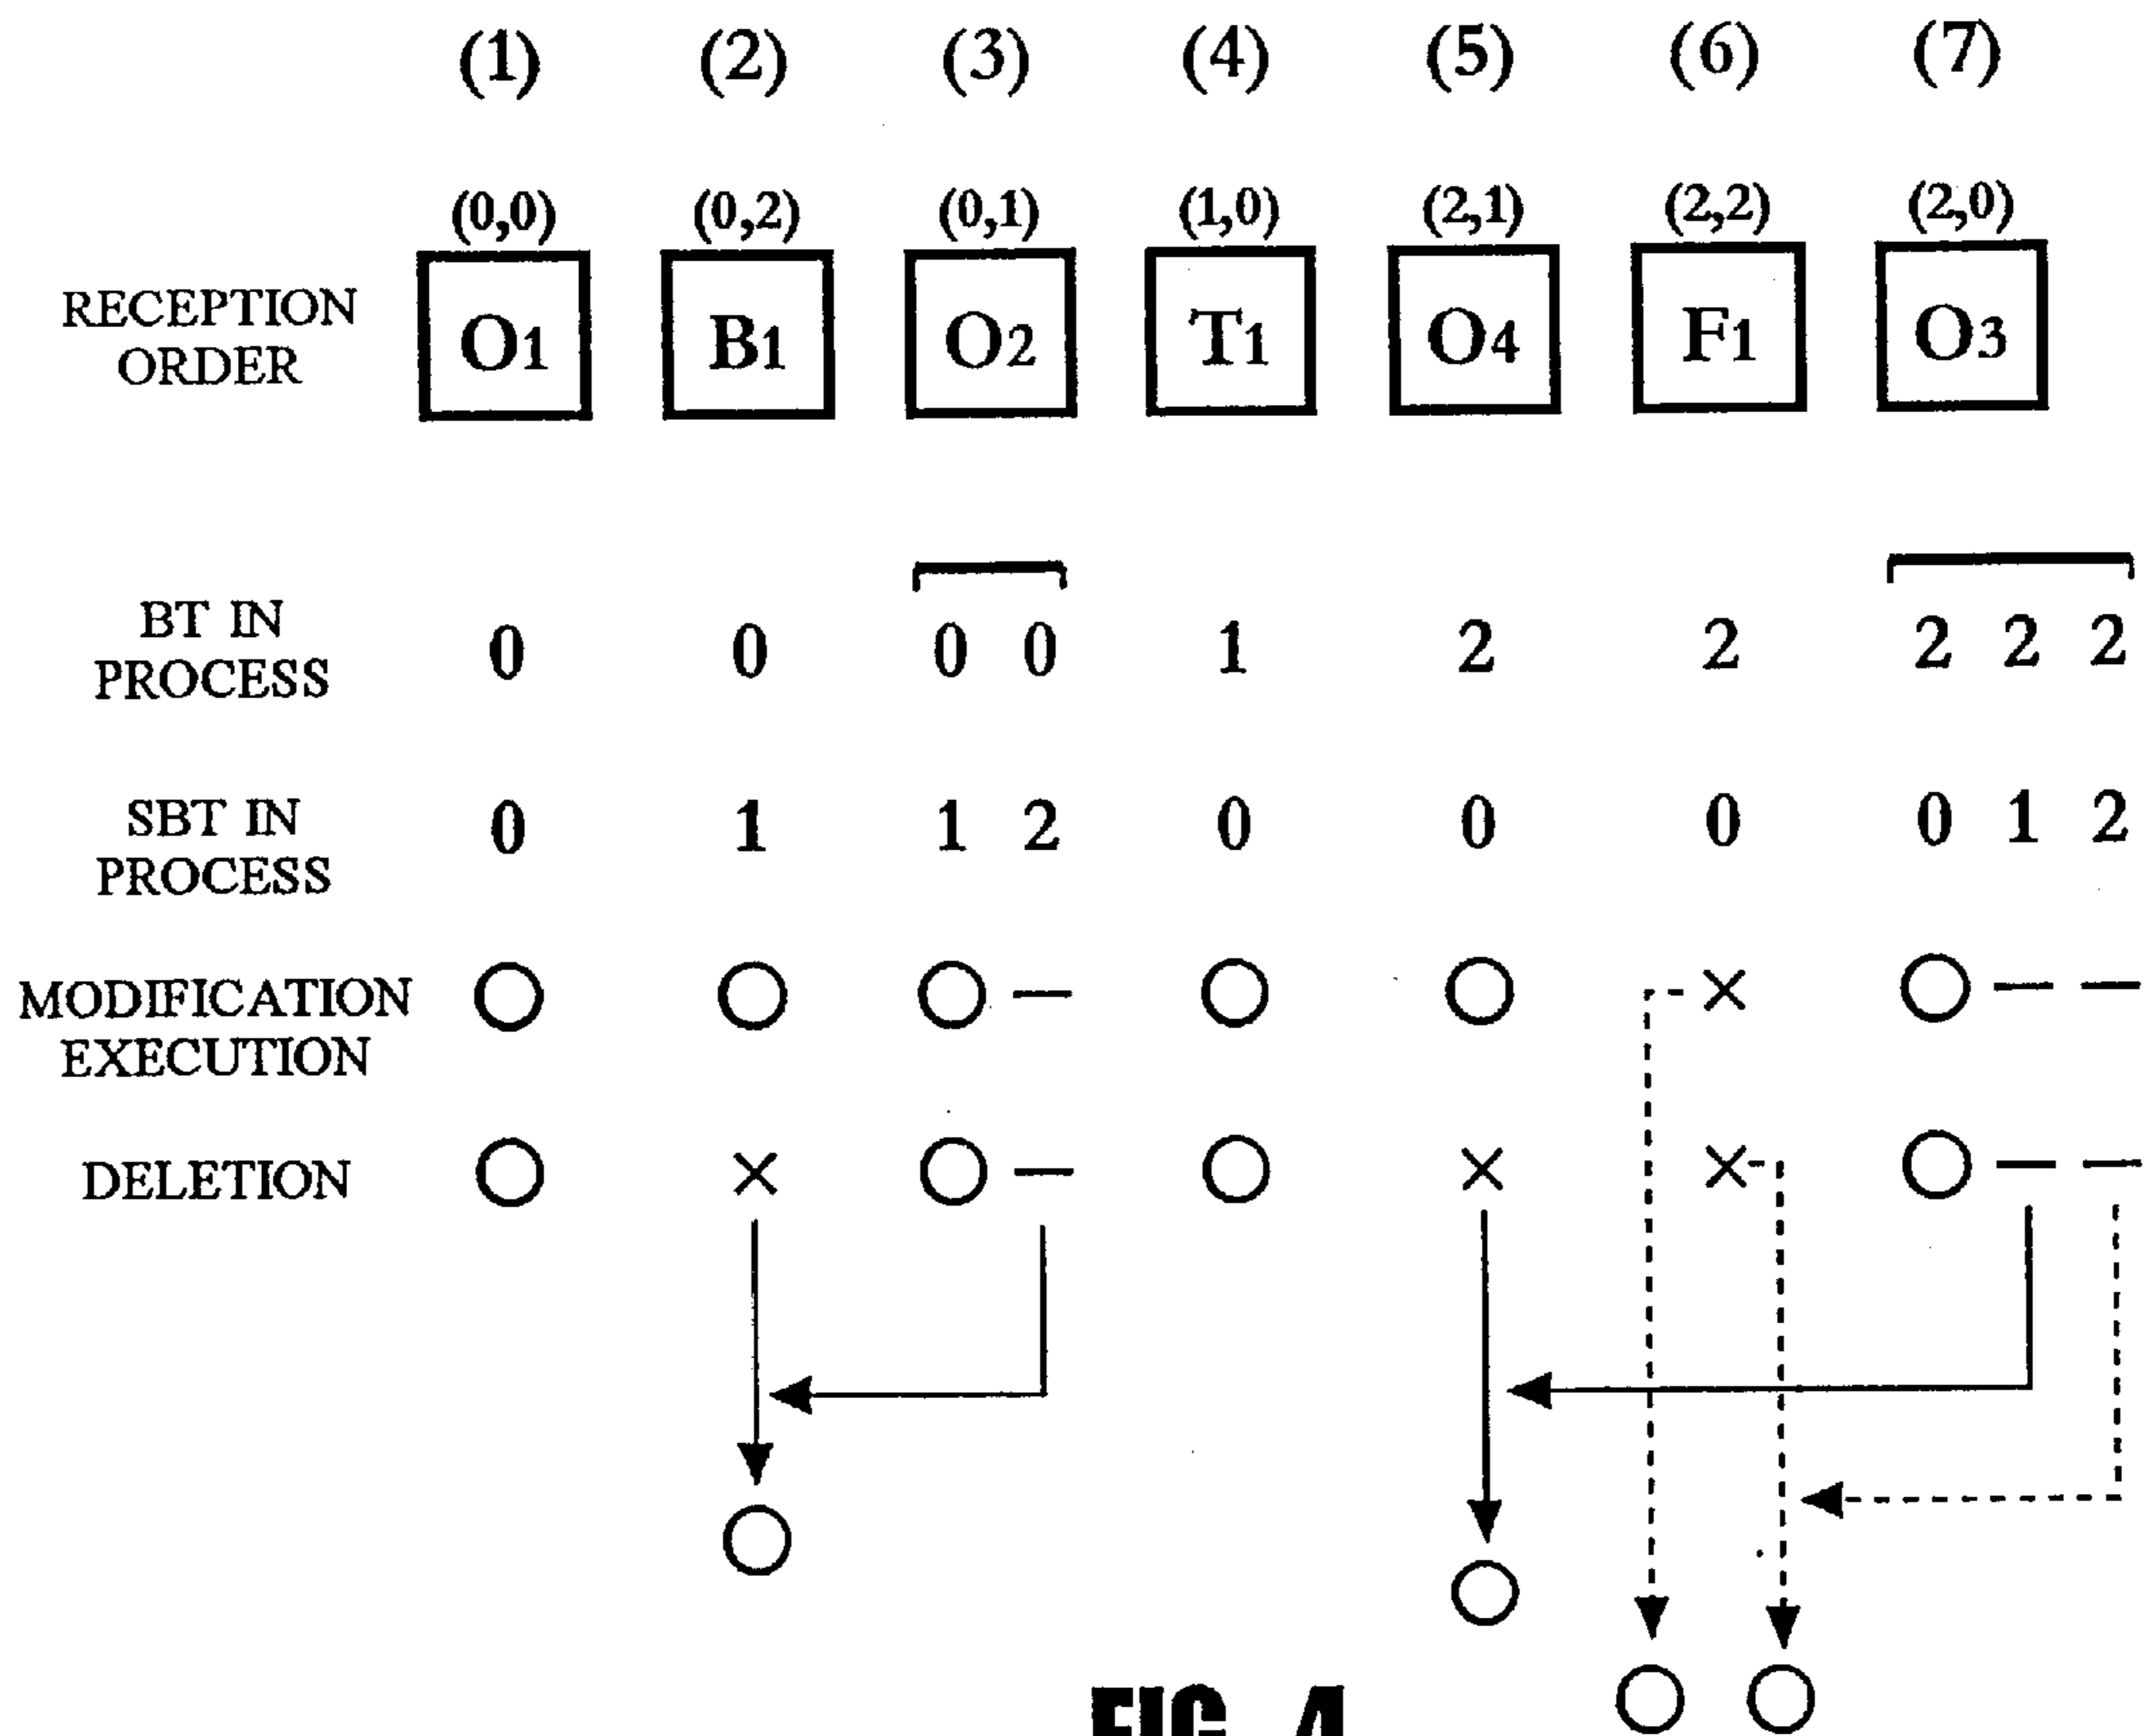 (1) (2) (3) (4) (5) (6) (7)
(0,0) (0,2) (0,1) (1,0) (2,1) (2,2) (2,0)
RECEPTION
ORDER
O1 B1 O2 T1 O4 F1 O3
BT IN
PROCESS
0 0 0 0 1 2 2 2 2 2
SBT IN
PROCESS
0 1 1 2 0 0 0 0 1 2
MODIFICATION
EXECUTION
DELETION
FIG. 4